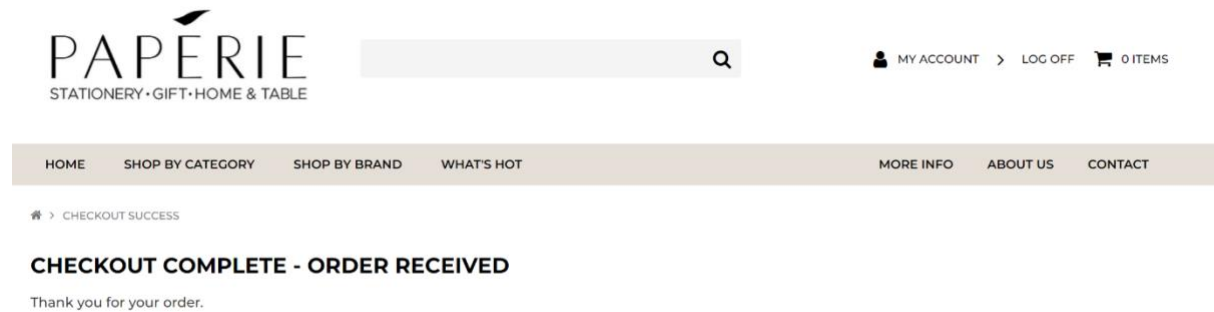 PAPÉRIE
STATIONERY•GIFT•HOME & TABLE
MY ACCOUNT > LOG OFF 0 ITEMS
HOME SHOP BY CATEGORY SHOP BY BRAND WHAT'S HOT MORE INFO ABOUT US CONTACT
> CHECKOUT SUCCESS
CHECKOUT COMPLETE - ORDER RECEIVED
Thank you for your order.